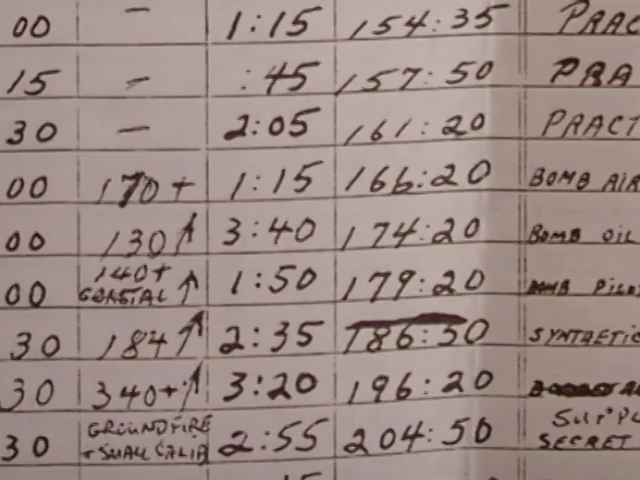 00 — 1:15 154:35 PRAC
15 — :45 157:50 PRA
30 — 2:05 161:20 PRACT
00 170+ 1:15 166:20 BOMB AIR
00 130↑ 3:40 174:20 BOMB OIL
00 140+ COASTAL ↑ 1:50 179:20 PILO
30 184↑ 2:35 186:50 SYNTHETIC
30 340+↑ 3:20 196:20
30 GROUNDFIRE + SMALL CALIB 2:55 204:50 SUPPL SECRET